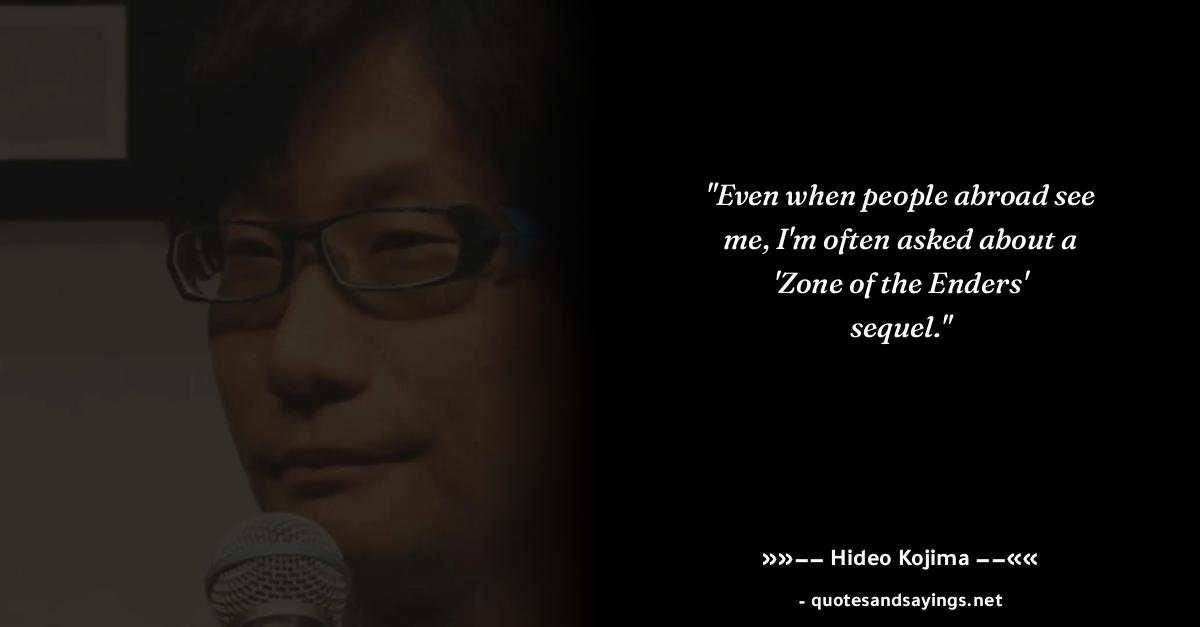 "Even when people abroad see
me, I'm often asked about a
'Zone of the Enders'
sequel."
»»−− Hideo Kojima −−««
- quotesandsayings.net